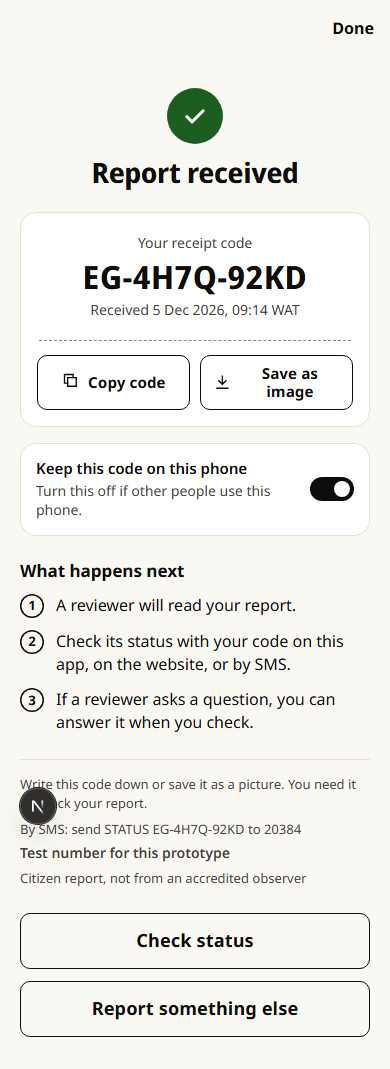 Done
Report received
Your receipt code
EG-4H7Q-92KD
Received 5 Dec 2026, 09:14 WAT
Copy code
Save as
image
Keep this code on this phone
Turn this off if other people use this
phone.
What happens next
1 A reviewer will read your report.
2 Check its status with your code on this
app, on the website, or by SMS.
3 If a reviewer asks a question, you can
answer it when you check.
Write this code down or save it as a picture. You need it
N ck your report.
By SMS: send STATUS EG-4H7Q-92KD to 20384
Test number for this prototype
Citizen report, not from an accredited observer
Check status
Report something else